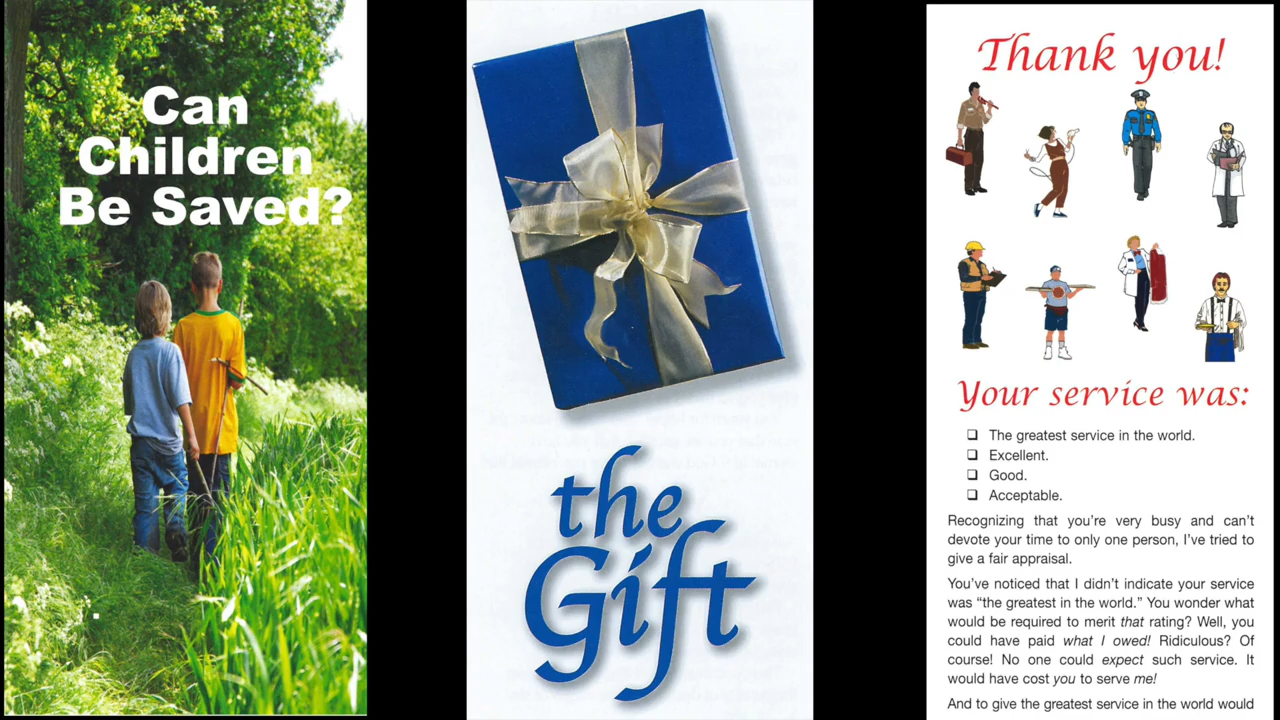 Can
Children
Be Saved?
the
Gift
Thank you!
Your service was:
❑ The greatest service in the world.
❑ Excellent.
❑ Good.
❑ Acceptable.
Recognizing that you're very busy and can't
devote your time to only one person, I've tried to
give a fair appraisal.
You've noticed that I didn't indicate your service
was “the greatest in the world.” You wonder what
would be required to merit that rating? Well, you
could have paid what I owed! Ridiculous? Of
course! No one could expect such service. It
would have cost you to serve me!
And to give the greatest service in the world would